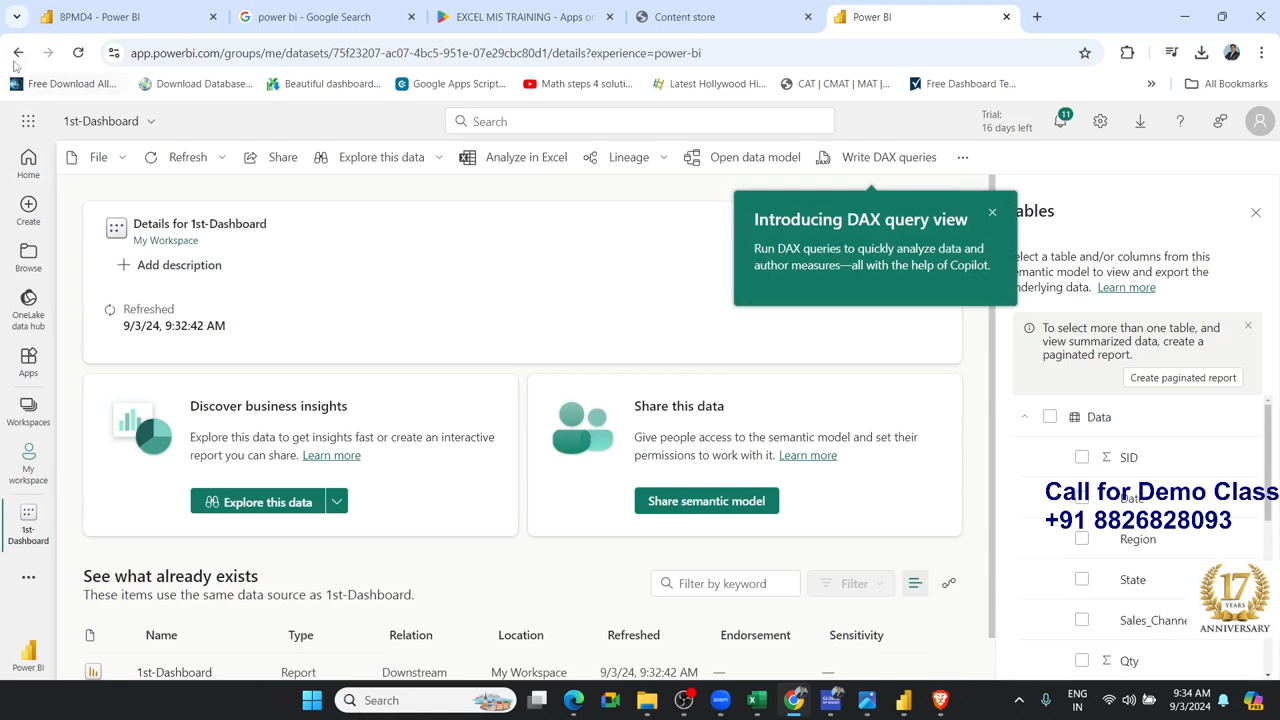 8PMD4 - Power BI
power bi - Google Search
EXCEL MIS TRAINING - Apps on
Content store
Power BI
app.powerbi.com/groups/me/datasets/75f23207-ac07-4bc5-951e-07e29cbc80d1/details?experience=power-bi
Free Download All...
Download Database...
Beautiful dashboard...
Google Apps Script...
Math steps 4 soluti...
Latest Hollywood Hi...
CAT | CMAT | MAT |...
Free Dashboard Te...
All Bookmarks
1st-Dashboard
Search
Trial:
16 days left
11
File
Refresh
Share
Explore this data
Analyze in Excel
Lineage
Open data model
Write DAX queries
Home
Create
Browse
OneLake
data hub
Apps
Workspaces
My
workspace
1st-
Dashboard
Power BI
Details for 1st-Dashboard
My Workspace
Add description
Refreshed
9/3/24, 9:32:42 AM
Introducing DAX query view
Run DAX queries to quickly analyze data and
author measures—all with the help of Copilot.
Discover business insights
Explore this data to get insights fast or create an interactive
report you can share. Learn more
Explore this data
Share this data
Give people access to the semantic model and set their
permissions to work with it. Learn more
Share semantic model
See what already exists
These items use the same data source as 1st-Dashboard.
Filter by keyword
Filter
Name Type Relation Location Refreshed Endorsement Sensitivity
1st-Dashboard Report Downstream My Workspace 9/3/24, 9:32:42 AM — —
ables
elect a table and/or columns from this
emantic model to view and export the
nderlying data. Learn more
To select more than one table, and
view summarized data, create a
paginated report.
Create paginated report
Data
SID
Date
Region
State
Sales_Channe
Qty
Call for Demo Class
+91 8826828093
17
YEARS
ANNIVERSARY
Search
zoom
ENG
IN
9:34 AM
9/3/2024